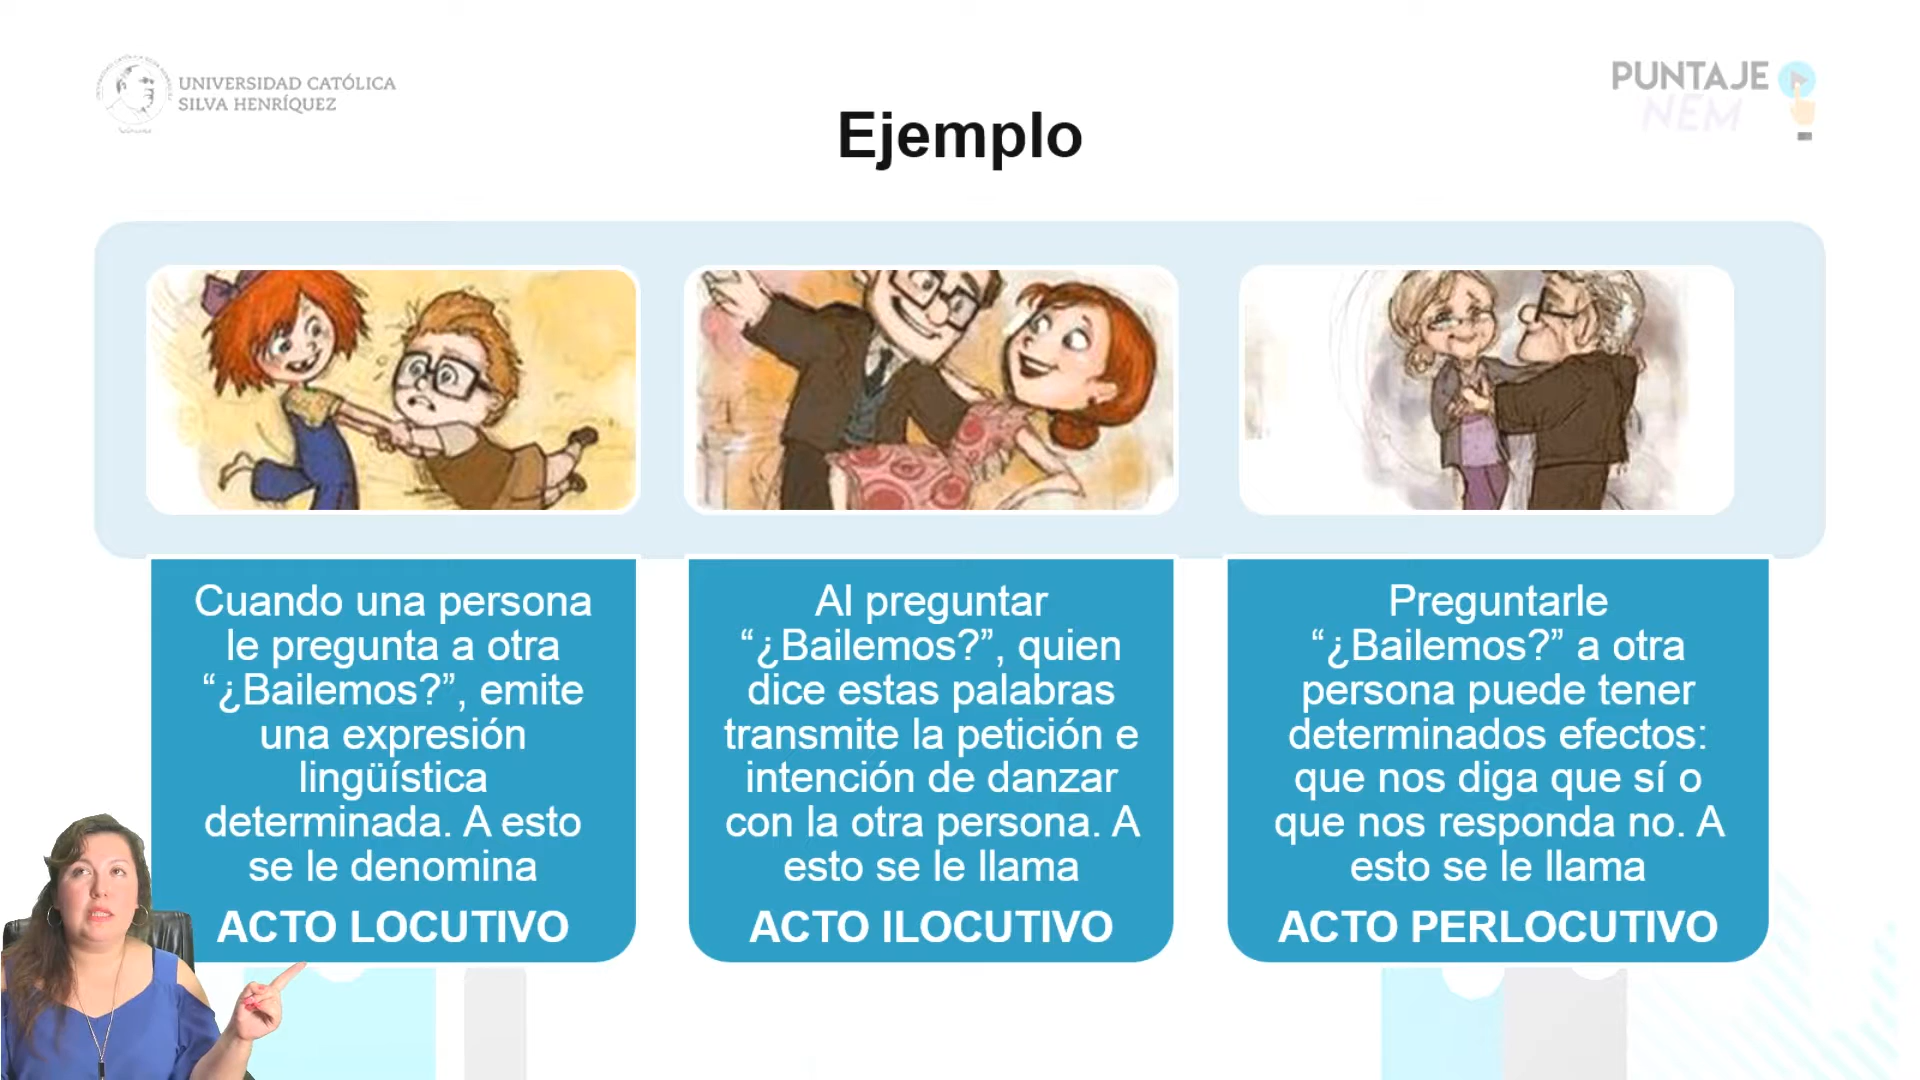 UNIVERSIDAD CATÓLICA
SILVA HENRÍQUEZ
PUNTAJE
NEM
Ejemplo
Cuando una persona
le pregunta a otra
“¿Bailemos?”, emite
una expresión
lingüística
determinada. A esto
se le denomina
ACTO LOCUTIVO
Al preguntar
“¿Bailemos?”, quien
dice estas palabras
transmite la petición e
intención de danzar
con la otra persona. A
esto se le llama
ACTO ILOCUTIVO
Preguntarle
“¿Bailemos?” a otra
persona puede tener
determinados efectos:
que nos diga que sí o
que nos responda no. A
esto se le llama
ACTO PERLOCUTIVO